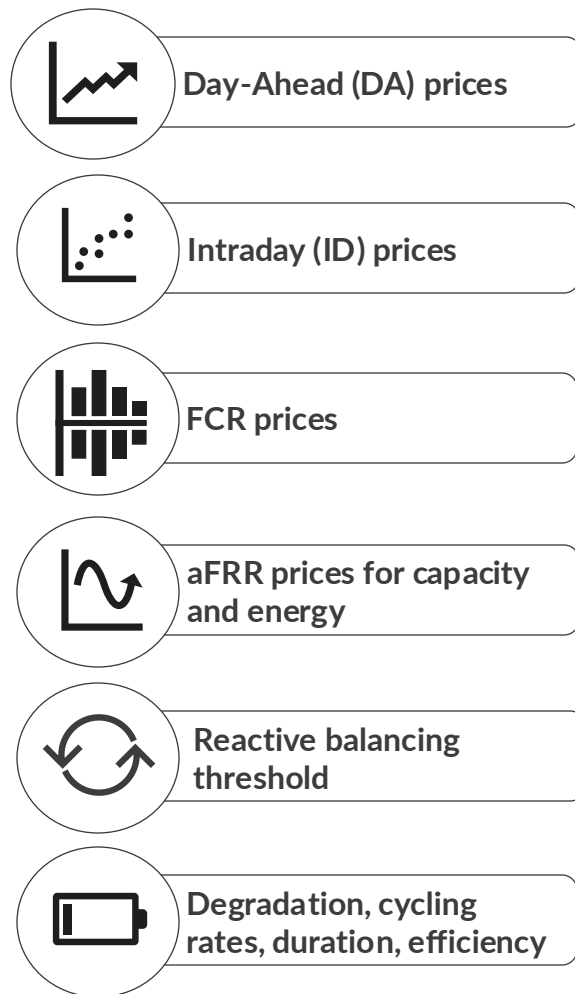 Day-Ahead (DA) prices
Intraday (ID) prices
FCR prices
aFRR prices for capacity
and energy
Reactive balancing
threshold
Degradation, cycling
rates, duration, efficiency